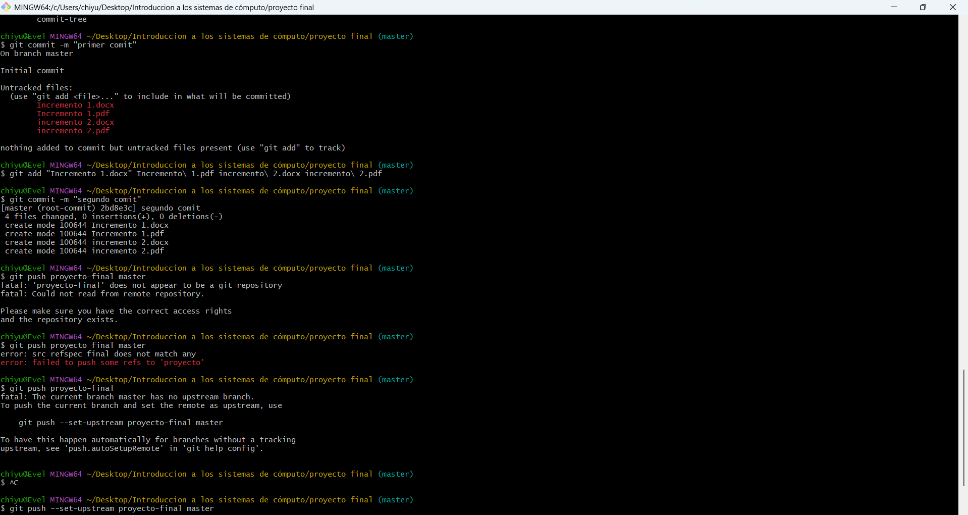 MINGW64:/c/Users/chiyu/Desktop/Introduccion a los sistemas de cómputo/proyecto final
commit-tree
chiyu@Evel MINGW64 ~/Desktop/Introduccion a los sistemas de cómputo/proyecto final (master)
$ git commit -m "primer comit"
On branch master
Initial commit
Untracked files:
(use "git add <file>..." to include in what will be committed)
Incremento 1.docx
Incremento 1.pdf
incremento 2.docx
incremento 2.pdf
nothing added to commit but untracked files present (use "git add" to track)
chiyu@Evel MINGW64 ~/Desktop/Introduccion a los sistemas de cómputo/proyecto final (master)
$ git add "Incremento 1.docx" Incremento\ 1.pdf incremento\ 2.docx incremento\ 2.pdf
chiyu@Evel MINGW64 ~/Desktop/Introduccion a los sistemas de cómputo/proyecto final (master)
$ git commit -m "segundo comit"
[master (root-commit) 2bd8e3c] segundo comit
4 files changed, 0 insertions(+), 0 deletions(-)
create mode 100644 Incremento 1.docx
create mode 100644 Incremento 1.pdf
create mode 100644 incremento 2.docx
create mode 100644 incremento 2.pdf
chiyu@Evel MINGW64 ~/Desktop/Introduccion a los sistemas de cómputo/proyecto final (master)
$ git push proyecto-final master
fatal: 'proyecto-final' does not appear to be a git repository
fatal: Could not read from remote repository.
Please make sure you have the correct access rights
and the repository exists.
chiyu@Evel MINGW64 ~/Desktop/Introduccion a los sistemas de cómputo/proyecto final (master)
$ git push proyecto final master
error: src refspec final does not match any
error: failed to push some refs to 'proyecto'
chiyu@Evel MINGW64 ~/Desktop/Introduccion a los sistemas de cómputo/proyecto final (master)
$ git push proyecto-final
fatal: The current branch master has no upstream branch.
To push the current branch and set the remote as upstream, use
git push --set-upstream proyecto-final master
To have this happen automatically for branches without a tracking
upstream, see 'push.autoSetupRemote' in 'git help config'.
chiyu@Evel MINGW64 ~/Desktop/Introduccion a los sistemas de cómputo/proyecto final (master)
$ ^C
chiyu@Evel MINGW64 ~/Desktop/Introduccion a los sistemas de cómputo/proyecto final (master)
$ git push --set-upstream proyecto-final master